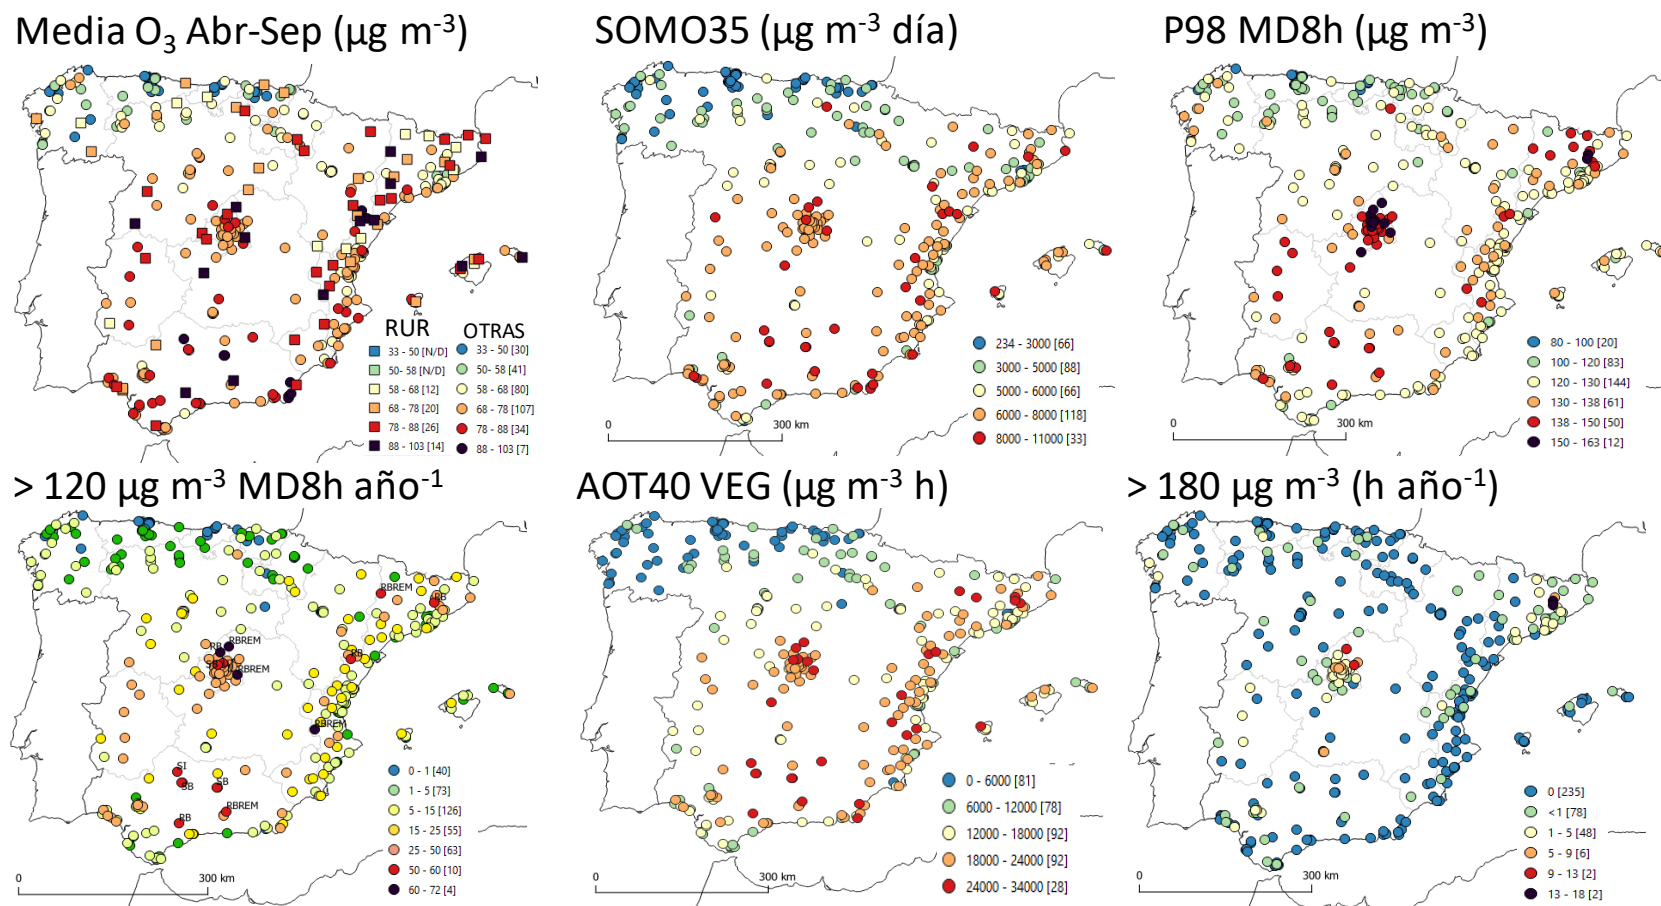 Media O3 Abr-Sep (µg m-3)
SOMO35 (µg m-3 día)
P98 MD8h (µg m-3)
RUR OTRAS
33 - 50 [N/D] 33 - 50 [30]
50- 58 [N/D] 50- 58 [41]
58 - 68 [12] 58 - 68 [80]
68 - 78 [20] 68 - 78 [107]
78 - 88 [26] 78 - 88 [34]
88 - 103 [14] 88 - 103 [7]
234 - 3000 [66]
3000 - 5000 [88]
5000 - 6000 [66]
6000 - 8000 [118]
8000 - 11000 [33]
0 300 km
80 - 100 [20]
100 - 120 [83]
120 - 130 [144]
130 - 138 [61]
138 - 150 [50]
150 - 163 [12]
0 300 km
> 120 µg m-3 MD8h año-1
AOT40 VEG (µg m-3 h)
> 180 µg m-3 (h año-1)
RBREM
RB
RBREM
RB
RB
RBREM
RBREM
SI
SB
SB
RBREM
RB
0 - 1 [40]
1 - 5 [73]
5 - 15 [126]
15 - 25 [55]
25 - 50 [63]
50 - 60 [10]
60 - 72 [4]
0 300 km
0 - 6000 [81]
6000 - 12000 [78]
12000 - 18000 [92]
18000 - 24000 [92]
24000 - 34000 [28]
0 300 km
0 [235]
<1 [78]
1 - 5 [48]
5 - 9 [6]
9 - 13 [2]
13 - 18 [2]
0 300 km